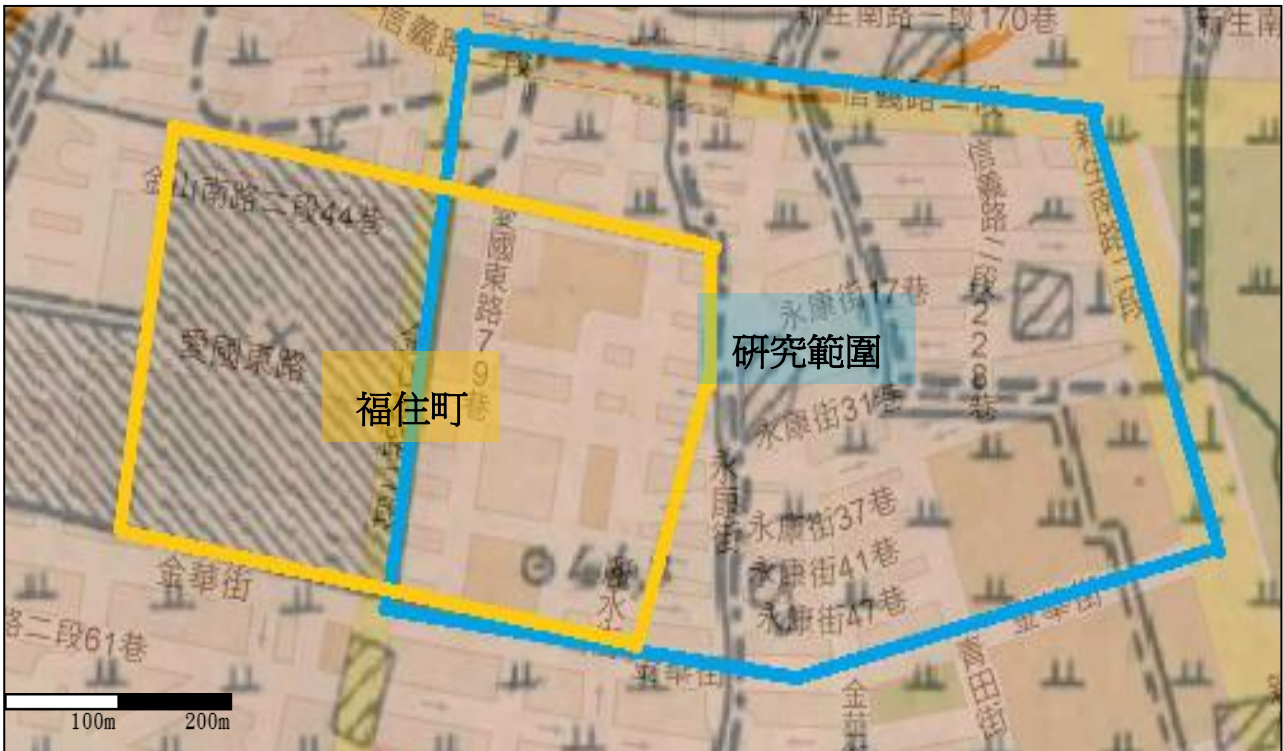 新生南路一段170巷
新生南
信義路二段
信義路二段228巷
金山南路二段44巷
愛國東路79巷
永康街17巷
研究範圍
愛國東路
福住町
永康街31巷
永康街
永康街37巷
永康街41巷
永康街47巷
麗水
金華街
金華街
路二段61巷
金華街
青田街
100m
200m